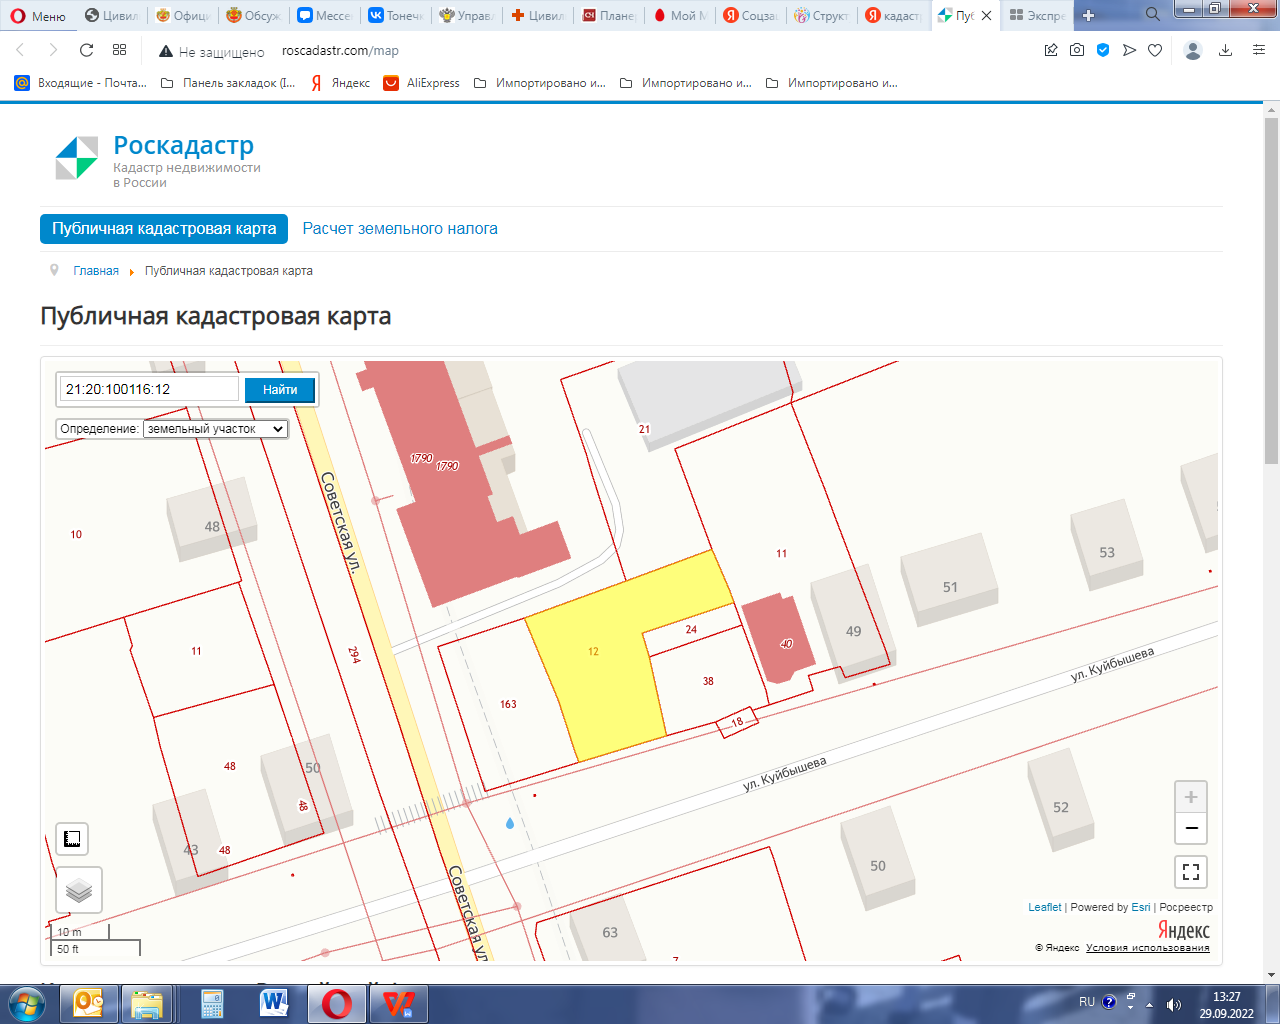 Меню
Цивил
Офици
Обсуж
Мессе
Тонеч
Управ
Цивил
Планер
Мой М
Соцза
Структ
кадаст
Пуб
Экспре
Не защищено roscadastr.com/map
Входящие - Почта...
Панель закладок (I...
Яндекс
AliExpress
Импортировано и...
Импортировано и...
Импортировано и...
Роскадастр
Кадастр недвижимости
в России
Публичная кадастровая карта
Расчет земельного налога
Главная
Публичная кадастровая карта
Публичная кадастровая карта
21:20:100116:12
Найти
Определение: земельный участок
21
1790
1790
Советская ул.
48
10
11
53
51
49
24
40
12
11
294
38
163
18
ул. Куйбышева
ул. Куйбышева
48
50
48
43
48
52
50
Советская ул.
63
7
+
−
Leaflet | Powered by Esri | Росреестр
Яндекс
© Яндекс Условия использования
10 m
50 ft
RU
13:27
29.09.2022